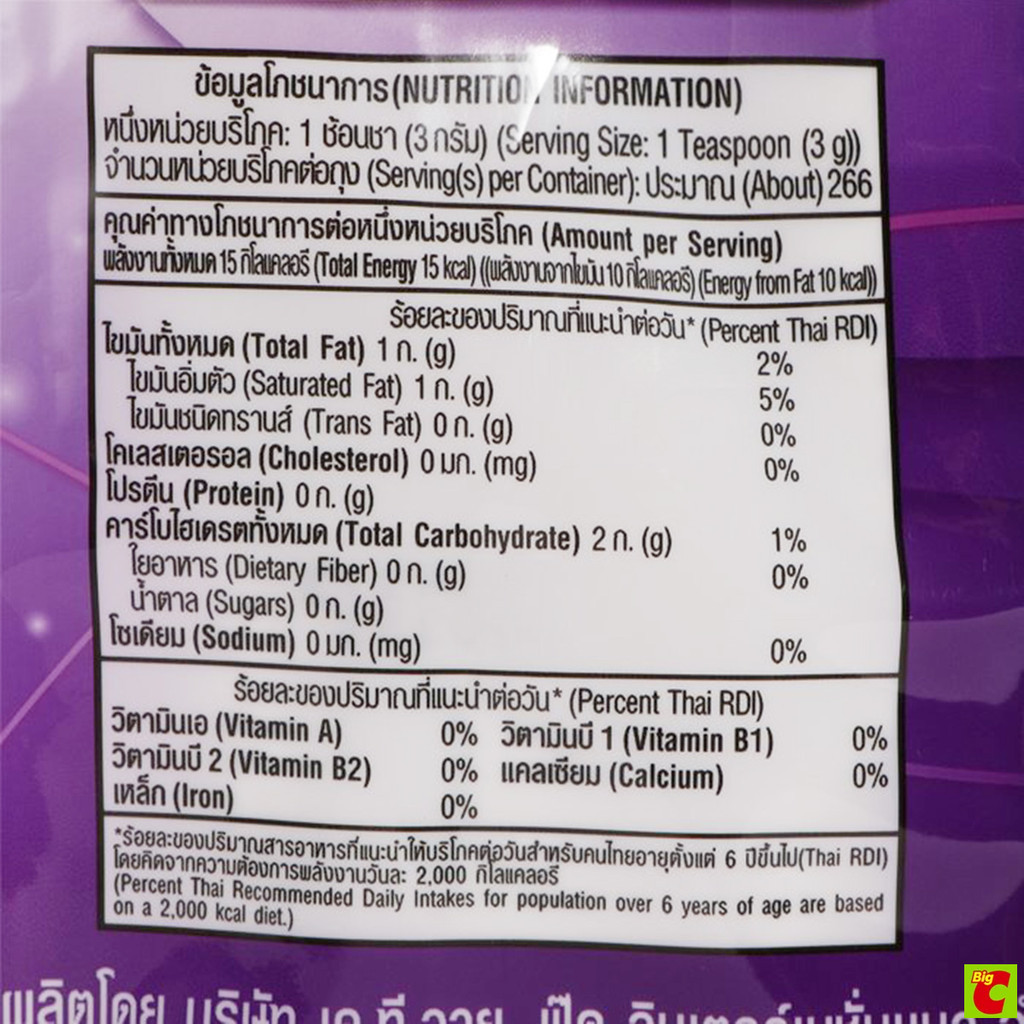 ข้อมูลโภชนาการ(NUTRITION INFORMATION)
หนึ่งหน่วยบริโภค: 1 ช้อนชา (3 กรัม) (Serving Size: 1 Teaspoon (3 g))
จำนวนหน่วยบริโภคต่อถุง (Serving(s) per Container): ประมาณ (About) 266
คุณค่าทางโภชนาการต่อหนึ่งหน่วยบริโภค (Amount per Serving)
พลังงานทั้งหมด 15 กิโลแคลอรี (Total Energy 15 kcal) ((พลังงานจากไขมัน 10 กิโลแคลอรี) (Energy from Fat 10 kcal))
ร้อยละของปริมาณที่แนะนำต่อวัน* (Percent Thai RDI)
ไขมันทั้งหมด (Total Fat) 1 ก. (g) 2%
ไขมันอิ่มตัว (Saturated Fat) 1 ก. (g) 5%
ไขมันชนิดทรานส์ (Trans Fat) 0 ก. (g) 0%
โคเลสเตอรอล (Cholesterol) 0 มก. (mg) 0%
โปรตีน (Protein) 0 ก. (g)
คาร์โบไฮเดรตทั้งหมด (Total Carbohydrate) 2 ก. (g) 1%
ใยอาหาร (Dietary Fiber) 0 ก. (g) 0%
น้ำตาล (Sugars) 0 ก. (g)
โซเดียม (Sodium) 0 มก. (mg) 0%
ร้อยละของปริมาณที่แนะนำต่อวัน* (Percent Thai RDI)
วิตามินเอ (Vitamin A) 0% วิตามินบี 1 (Vitamin B1) 0%
วิตามินบี 2 (Vitamin B2) 0% แคลเซียม (Calcium) 0%
เหล็ก (Iron) 0%
*ร้อยละของปริมาณสารอาหารที่แนะนำให้บริโภคต่อวันสำหรับคนไทยอายุตั้งแต่ 6 ปีขึ้นไป(Thai RDI)
โดยคิดจากความต้องการพลังงานวันละ 2,000 กิโลแคลอรี
(Percent Thai Recommended Daily Intakes for population over 6 years of age are based
on a 2,000 kcal diet.)
ผลิตโดย บริษัท
Big C